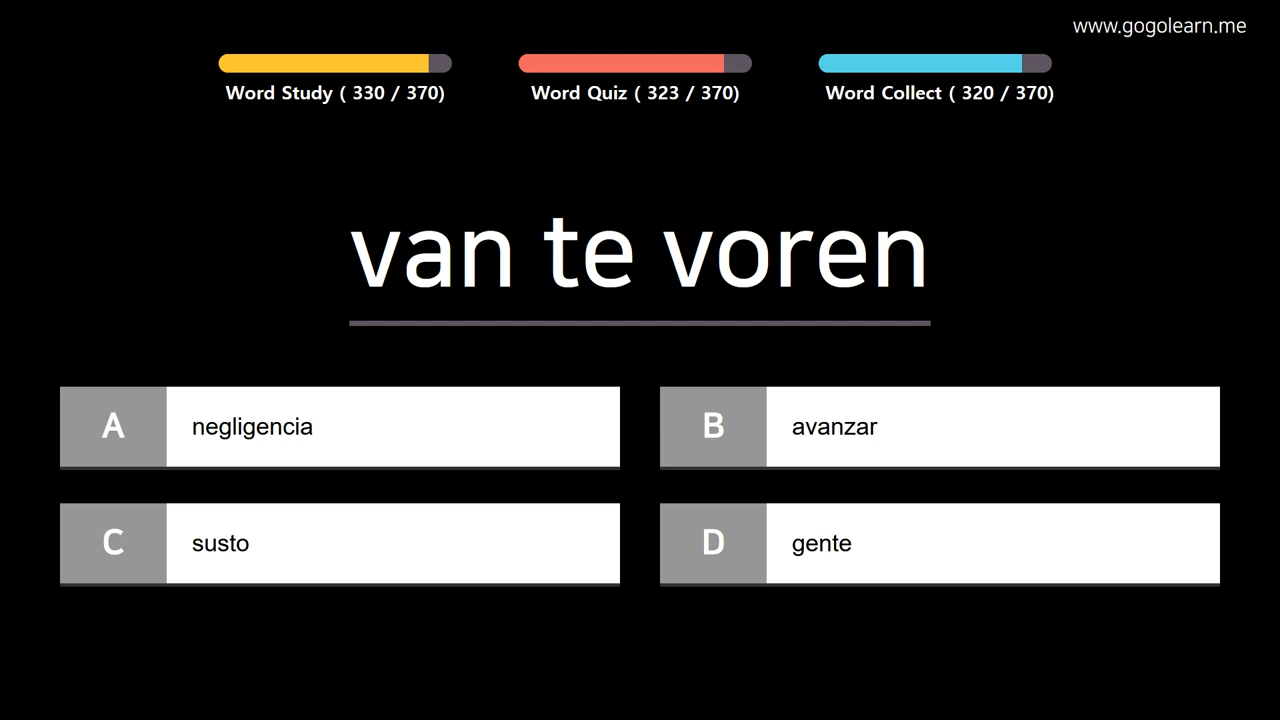 www.gogolearn.me
Word Study ( 330 / 370)
Word Quiz ( 323 / 370)
Word Collect ( 320 / 370)
van te voren
A negligencia
B avanzar
C susto
D gente